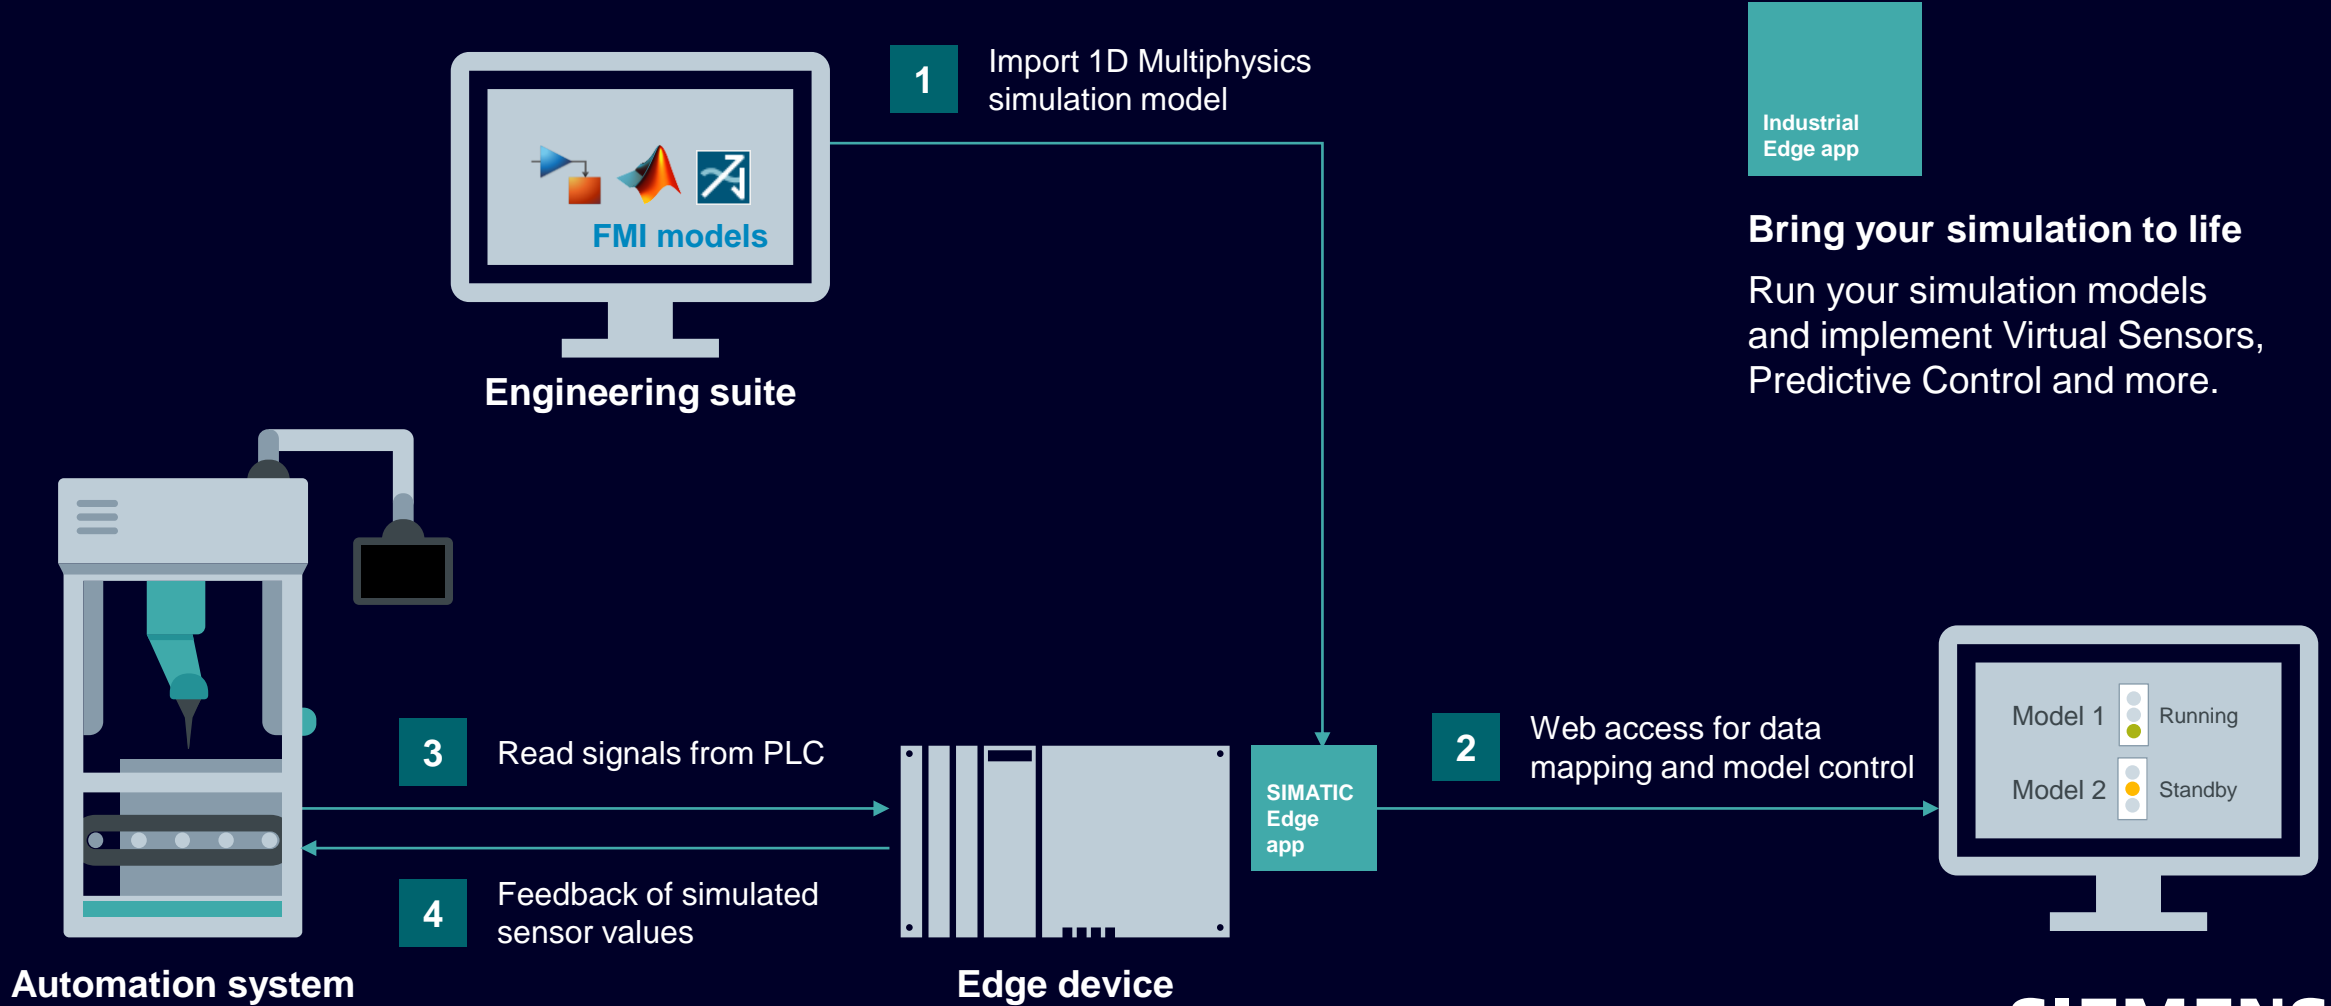 1
Import 1D Multiphysics
simulation model
FMI models
Engineering suite
Industrial
Edge app
Bring your simulation to life
Run your simulation models
and implement Virtual Sensors,
Predictive Control and more.
3
Read signals from PLC
4
Feedback of simulated
sensor values
Automation system
Edge device
SIMATIC
Edge
app
2
Web access for data
mapping and model control
Model 1 Running
Model 2 Standby
SIEMENS